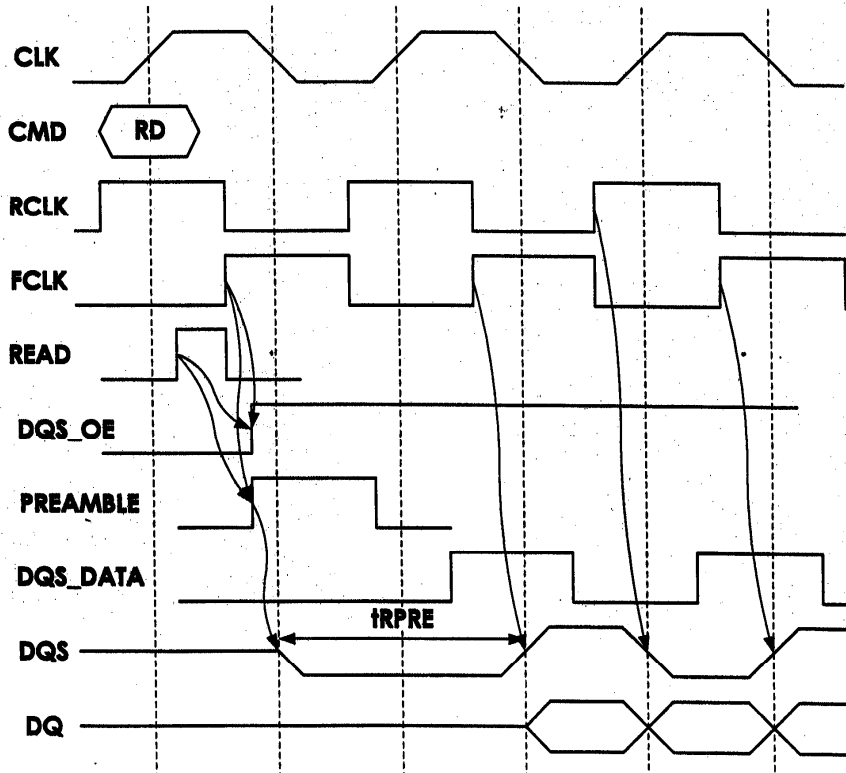 CLK
CMD RD
RCLK
FCLK
READ
DQS_OE
PREAMBLE
DQS_DATA
tRPRE
DQS
DQ